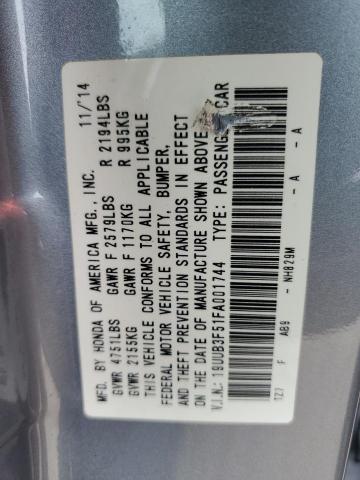 MFD. BY HONDA OF AMERICA MFG., INC. 11/'14
GVWR 4751LBS GAWR F 2579LBS R 2194LBS
GVWR 2155KG GAWR F 1170KG R 995KG
THIS VEHICLE CONFORMS TO ALL APPLICABLE
FEDERAL MOTOR VEHICLE SAFETY, BUMPER,
AND THEFT PREVENTION STANDARDS IN EFFECT
ON THE DATE OF MANUFACTURE SHOWN ABOVE.
V.I.N.: 19UUB3F51FA001744 TYPE: PASSENGER CAR
TZ7 F AB9 - NH829M - A - A